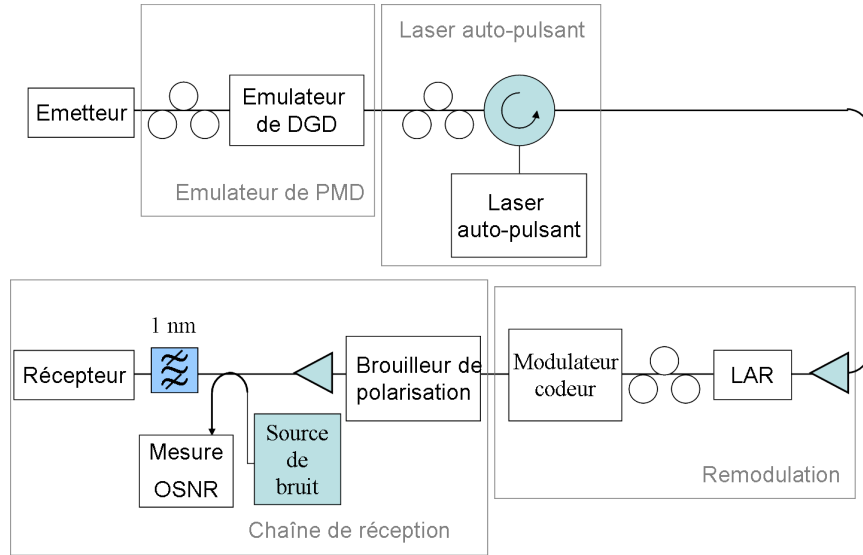 Laser auto-pulsant
Emetteur
Emulateur
de DGD
Emulateur de PMD
Laser
auto-pulsant
1 nm
Récepteur
Brouilleur de
polarisation
Modulateur
codeur
LAR
Mesure
OSNR
Source
de
bruit
Remodulation
Chaîne de réception